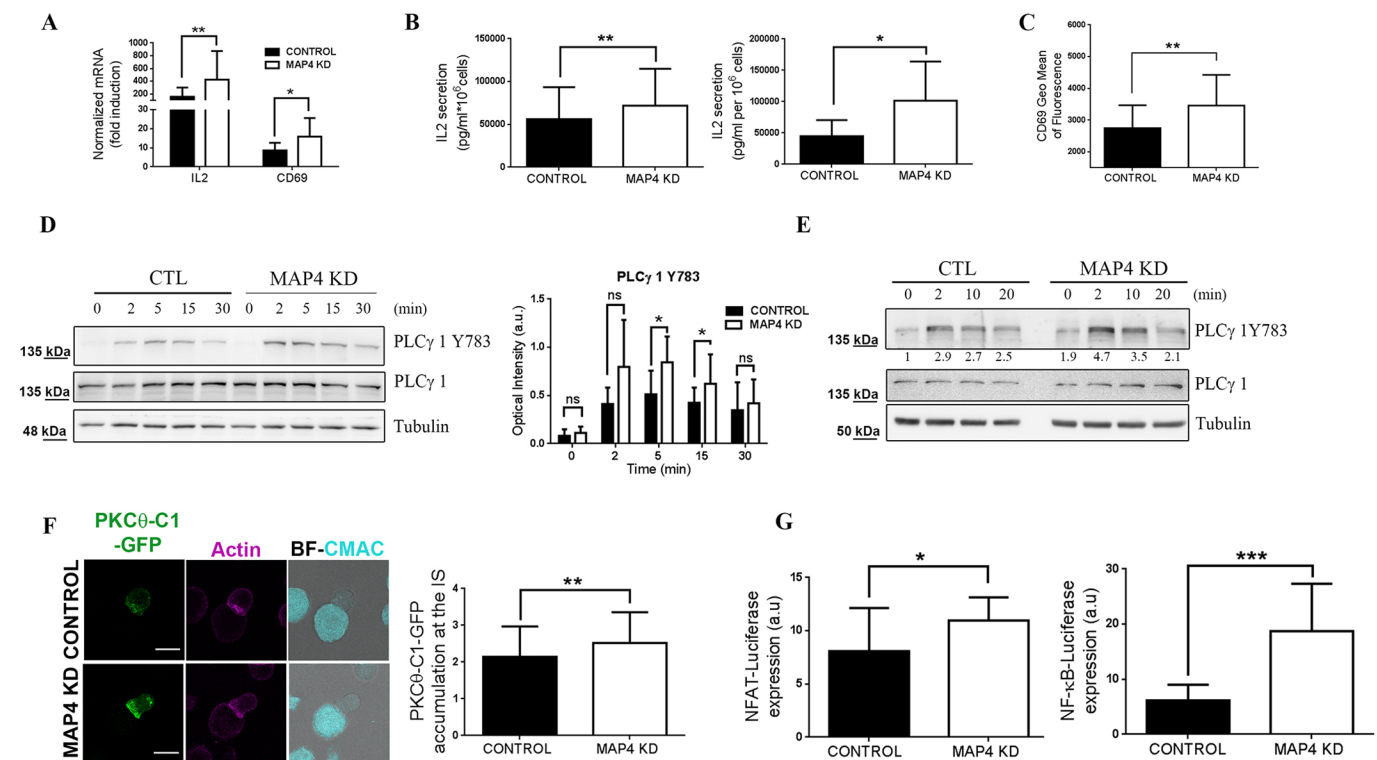 A
Normalized mRNA
(fold induction)
1000
800
600
400
200
30
20
10
0
**
*
CONTROL
MAP4 KD
IL2
CD69
B
IL2 secretion
(pg/ml*10⁶cells)
150000
100000
50000
0
**
CONTROL
MAP4 KD
IL2 secretion
(pg/ml per 10⁶ cells)
200000
150000
100000
50000
0
*
CONTROL
MAP4 KD
C
CD69 Geo Mean
of Fluorescence
6000
5000
4000
3000
2000
**
CONTROL
MAP4 KD
D
CTL
MAP4 KD
0 2 5 15 30 0 2 5 15 30 (min)
135 kDa
PLCγ 1 Y783
135 kDa
PLCγ 1
48 kDa
Tubulin
PLCγ 1 Y783
Optical Intensity (a.u.)
1.5
1.0
0.5
0.0
ns
ns
*
*
ns
CONTROL
MAP4 KD
0 2 5 15 30
Time (min)
E
CTL
MAP4 KD
0 2 10 20 0 2 10 20 (min)
135 kDa
PLCγ 1Y783
1 2.9 2.7 2.5 1.9 4.7 3.5 2.1
135 kDa
PLCγ 1
50 kDa
Tubulin
F
PKCθ-C1
-GFP
Actin
BF-CMAC
CONTROL
MAP4 KD
PKCθ-C1-GFP
accumulation at the IS
4
3
2
1
0
**
CONTROL
MAP4 KD
G
NFAT-Luciferase
expression (a.u)
15
10
5
0
*
CONTROL
MAP4 KD
NF-κB-Luciferase
expression (a.u)
30
20
10
0
***
CONTROL
MAP4 KD